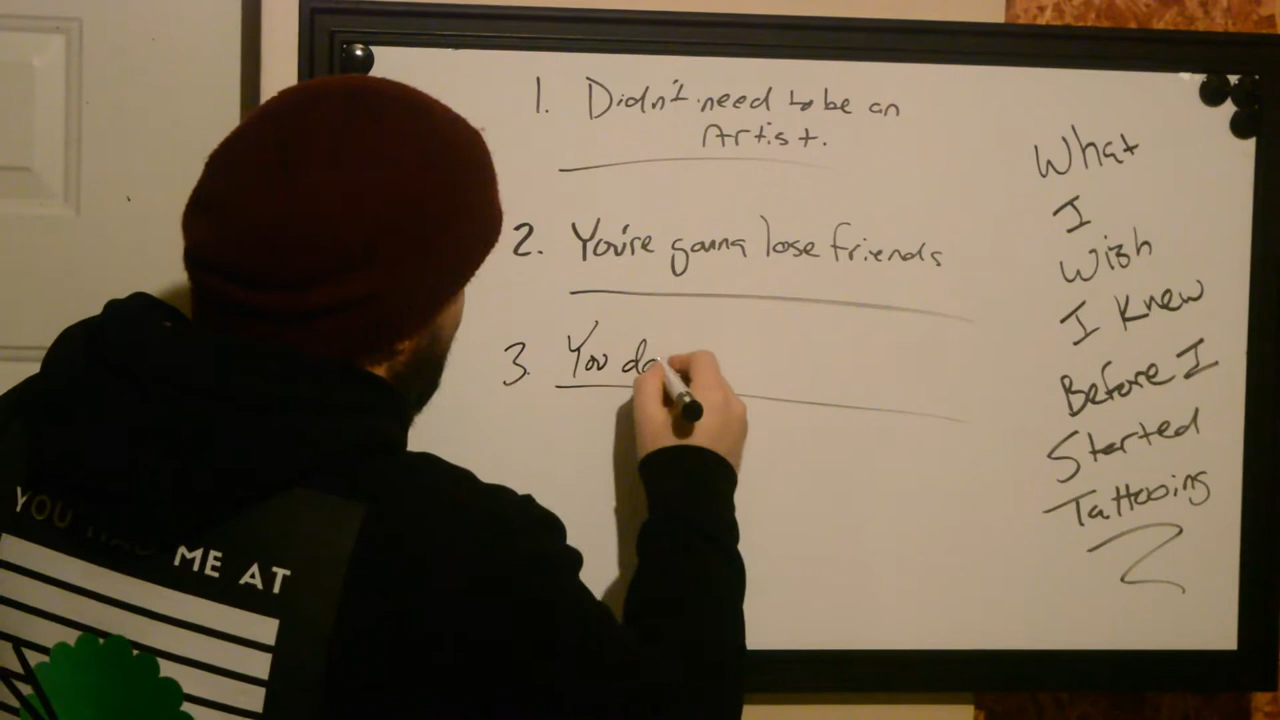 1. Didn't need to be an
Artist.
2. You're gonna lose friends
3. You do
What
I
Wish
I Knew
Before I
Started
Tattooing
YOU HAD ME AT